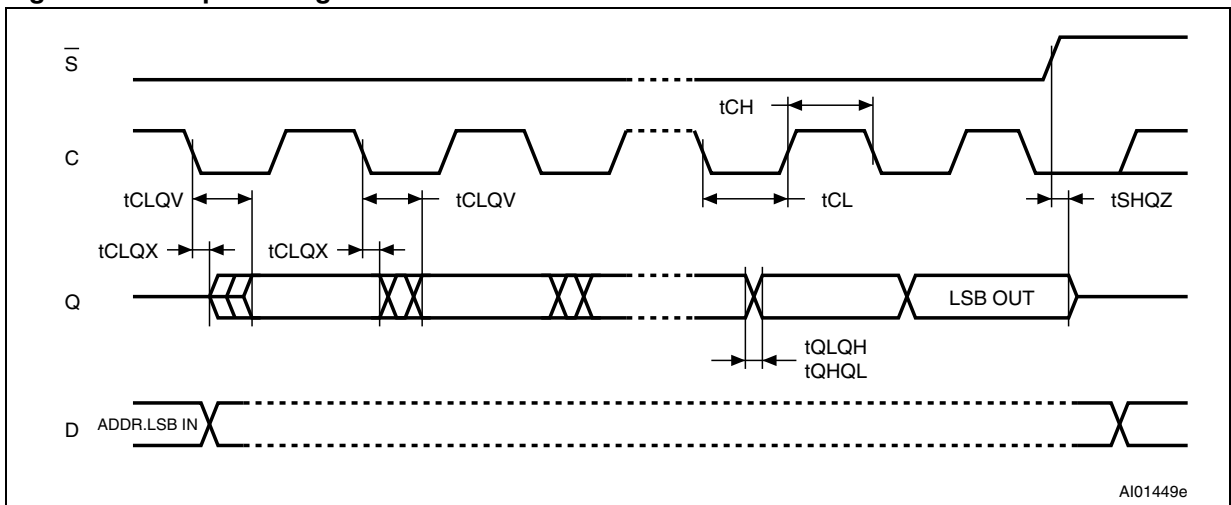 S
tCH
C
tCLQV
tCLQV
tCL
tSHQZ
tCLQX
tCLQX
Q
LSB OUT
tQLQH
tQHQL
D
ADDR.LSB IN
AI01449e